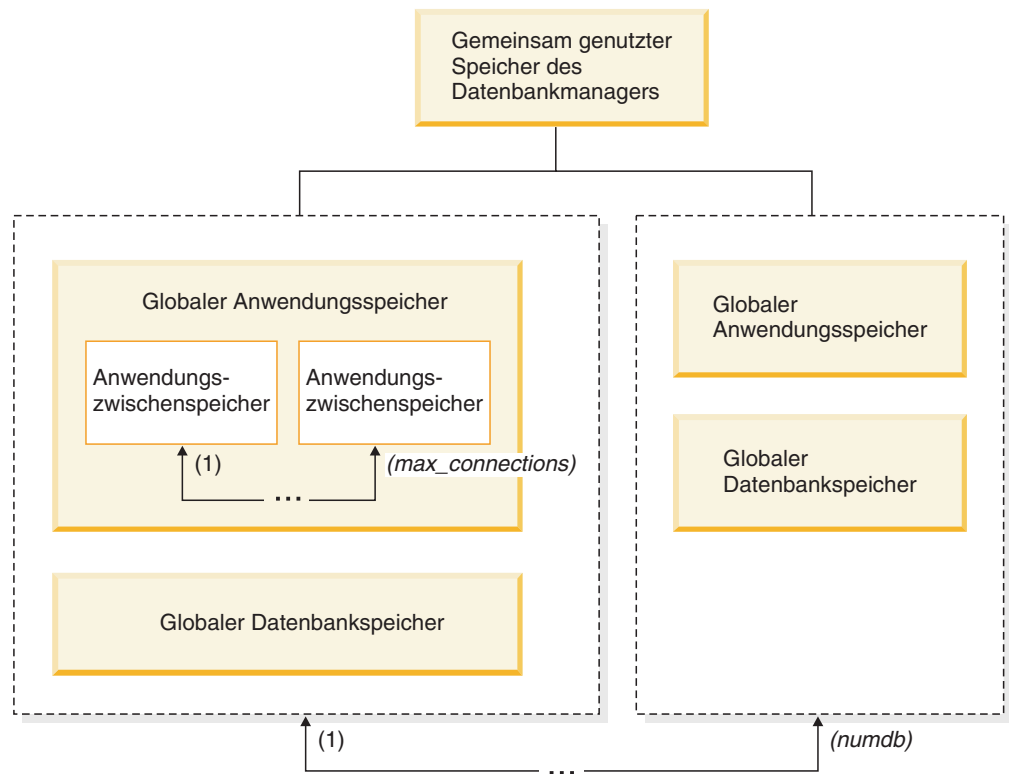 Gemeinsam genutzter
Speicher des
Datenbankmanagers
Globaler Anwendungsspeicher
Anwendungs-
zwischenspeicher
Anwendungs-
zwischenspeicher
(1)
(max_connections)
...
Globaler Datenbankspeicher
Globaler
Anwendungsspeicher
Globaler
Datenbankspeicher
(1)
(numdb)
...